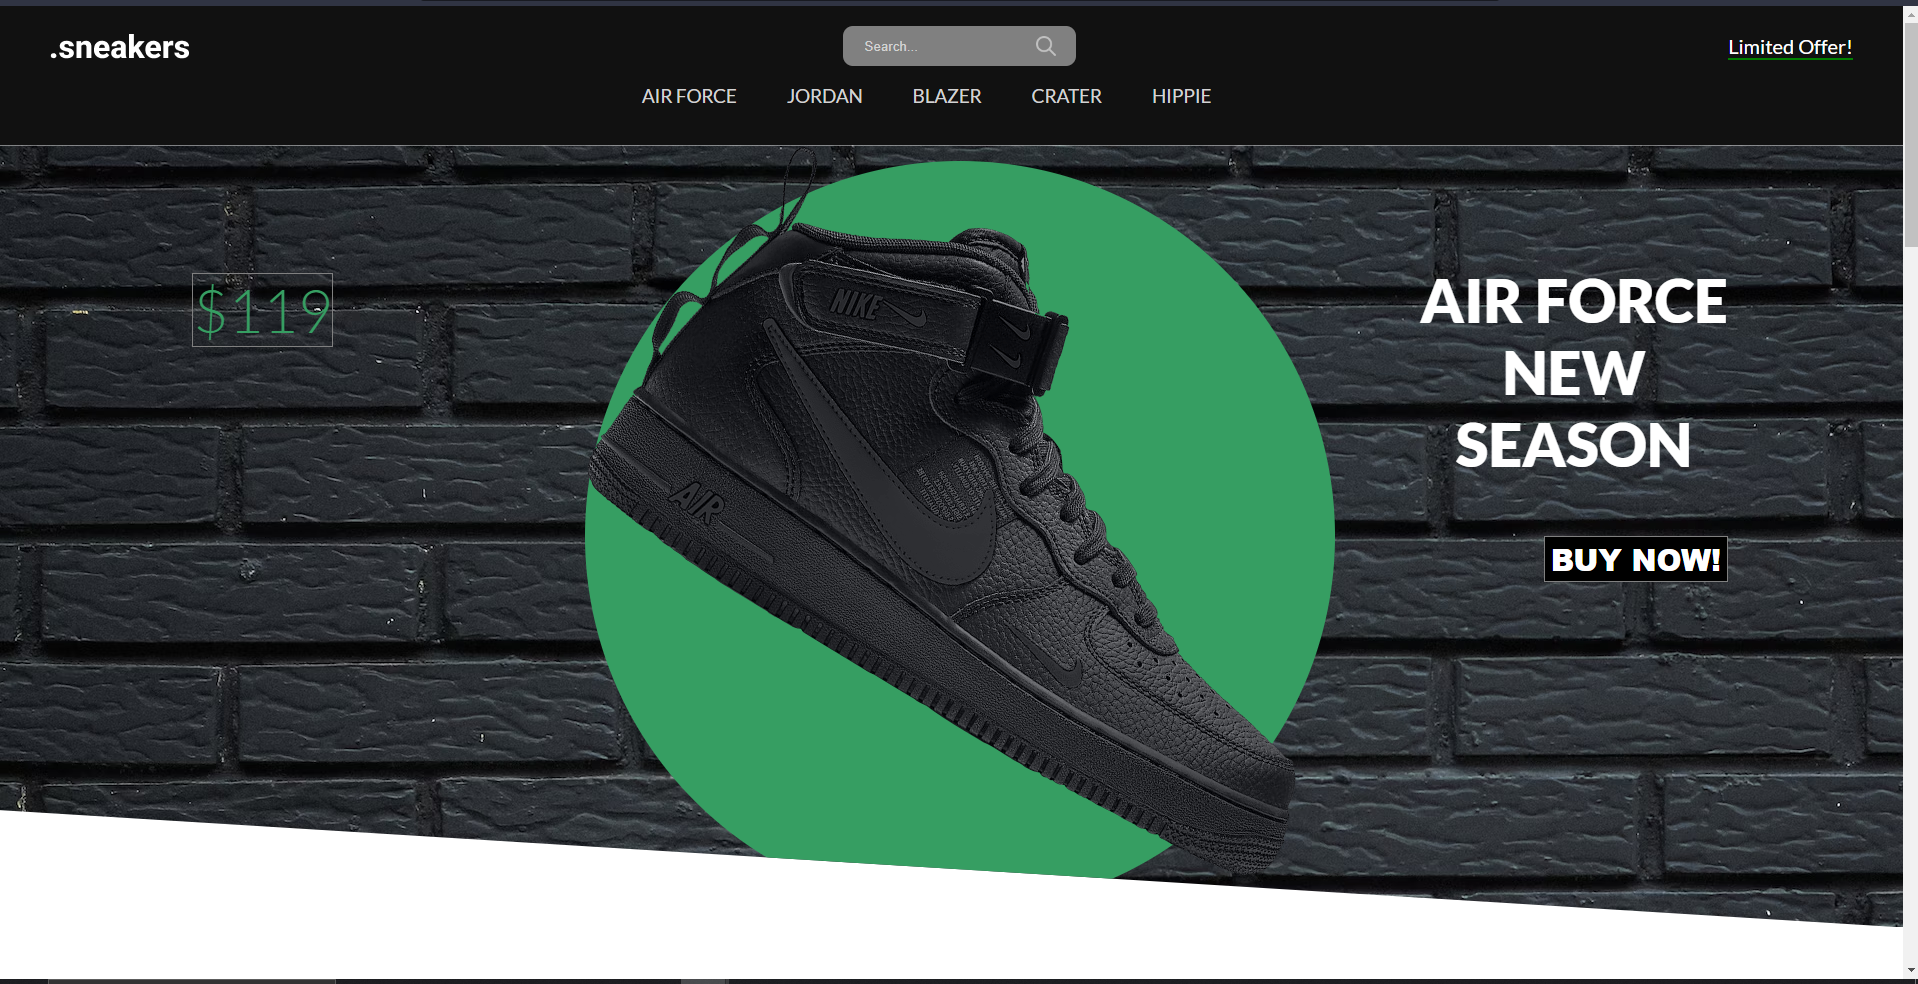 .sneakers
Search...
Limited Offer!
AIR FORCE
JORDAN
BLAZER
CRATER
HIPPIE
$119
NIKE
AIR
AIR FORCE
NEW
SEASON
BUY NOW!